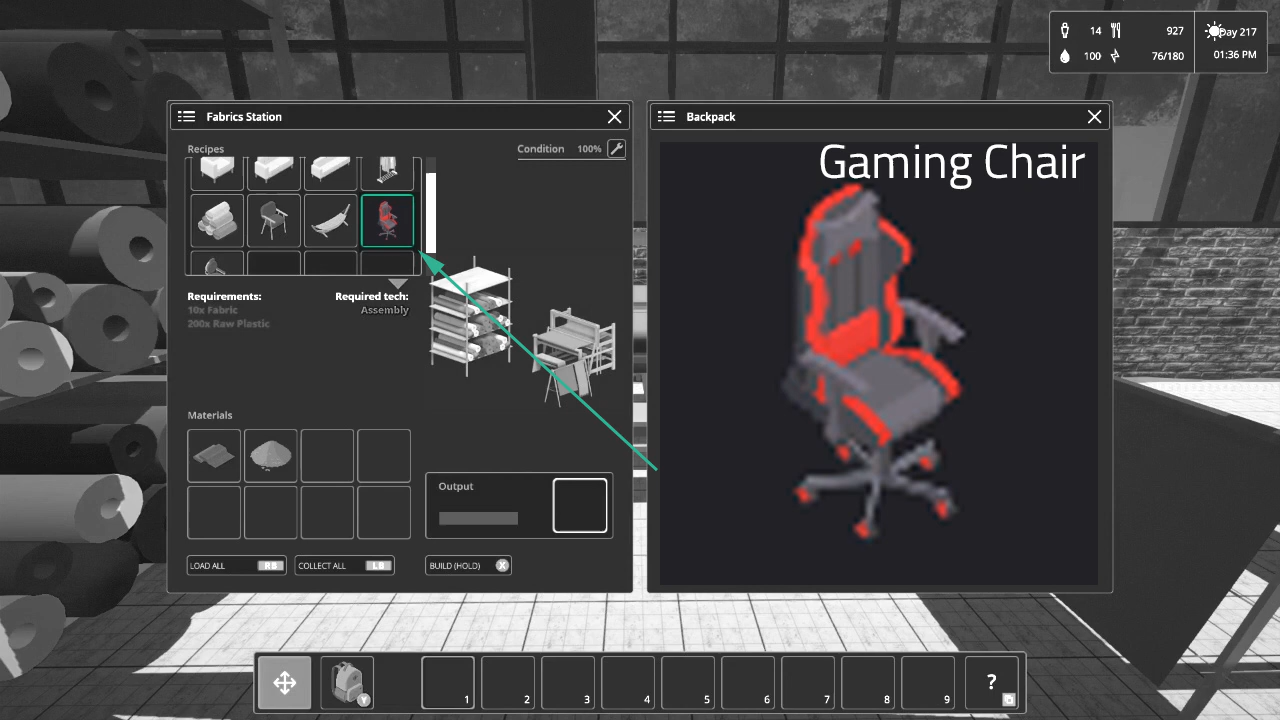 14
927
100
76/180
Day 217
01:36 PM
Fabrics Station
Recipes
Condition 100%
Requirements:
10x Fabric
200x Raw Plastic
Required tech:
Assembly
Materials
Output
LOAD ALL RB
COLLECT ALL LB
BUILD (HOLD) X
Backpack
Gaming Chair
Y
1
2
3
4
5
6
7
8
9
?